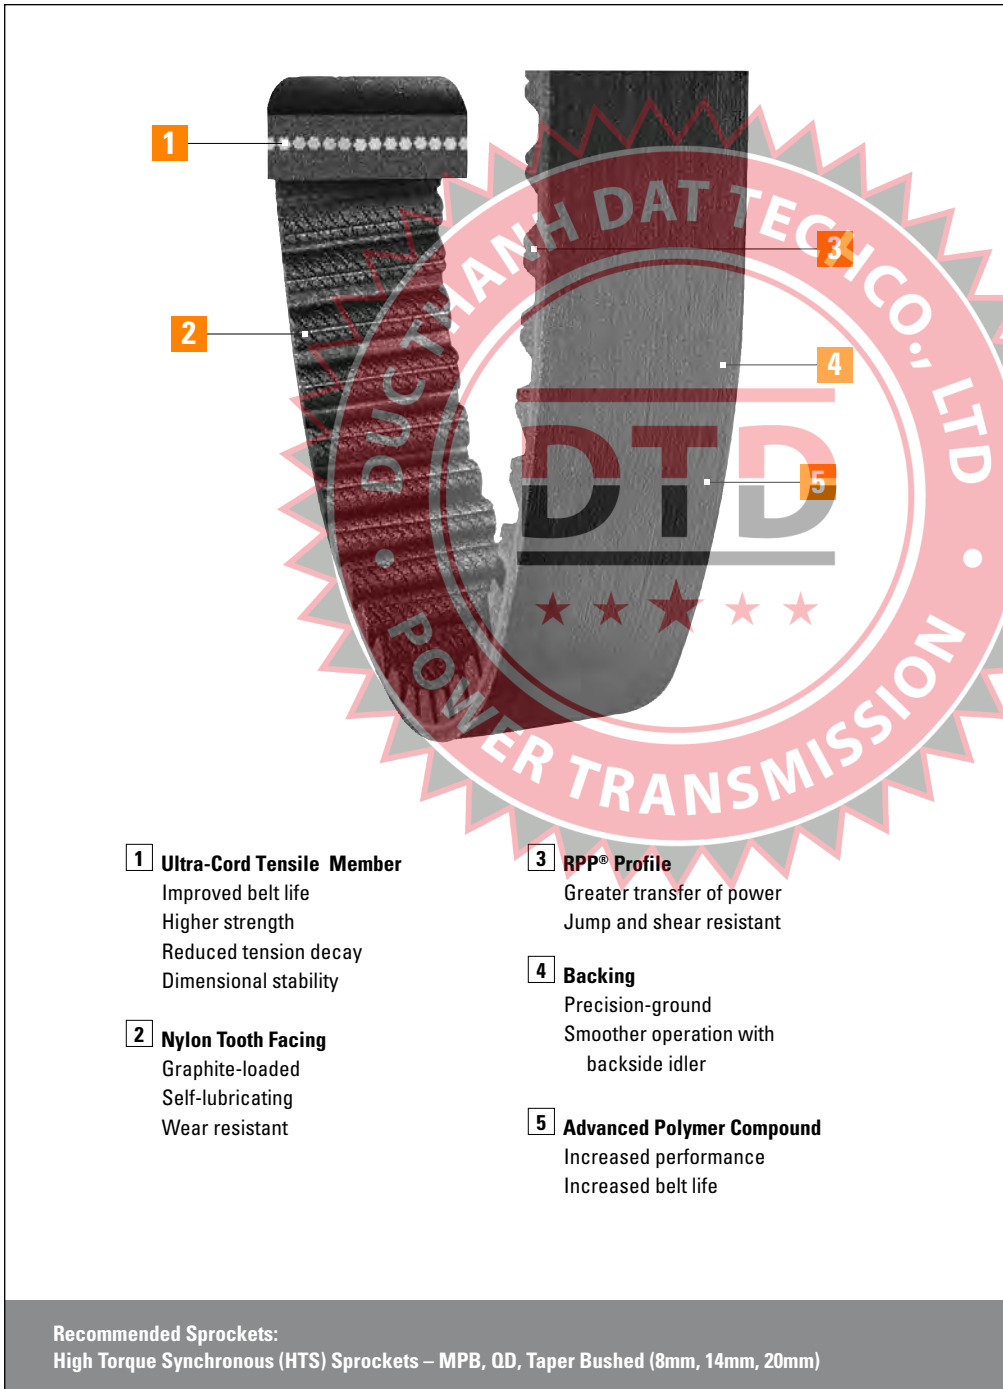 1
2
3
4
5
DUC THANH DAT TECHCO., LTD
DTD
POWER TRANSMISSION
1 Ultra-Cord Tensile Member
Improved belt life
Higher strength
Reduced tension decay
Dimensional stability
2 Nylon Tooth Facing
Graphite-loaded
Self-lubricating
Wear resistant
3 RPP® Profile
Greater transfer of power
Jump and shear resistant
4 Backing
Precision-ground
Smoother operation with
backside idler
5 Advanced Polymer Compound
Increased performance
Increased belt life
Recommended Sprockets:
High Torque Synchronous (HTS) Sprockets – MPB, QD, Taper Bushed (8mm, 14mm, 20mm)